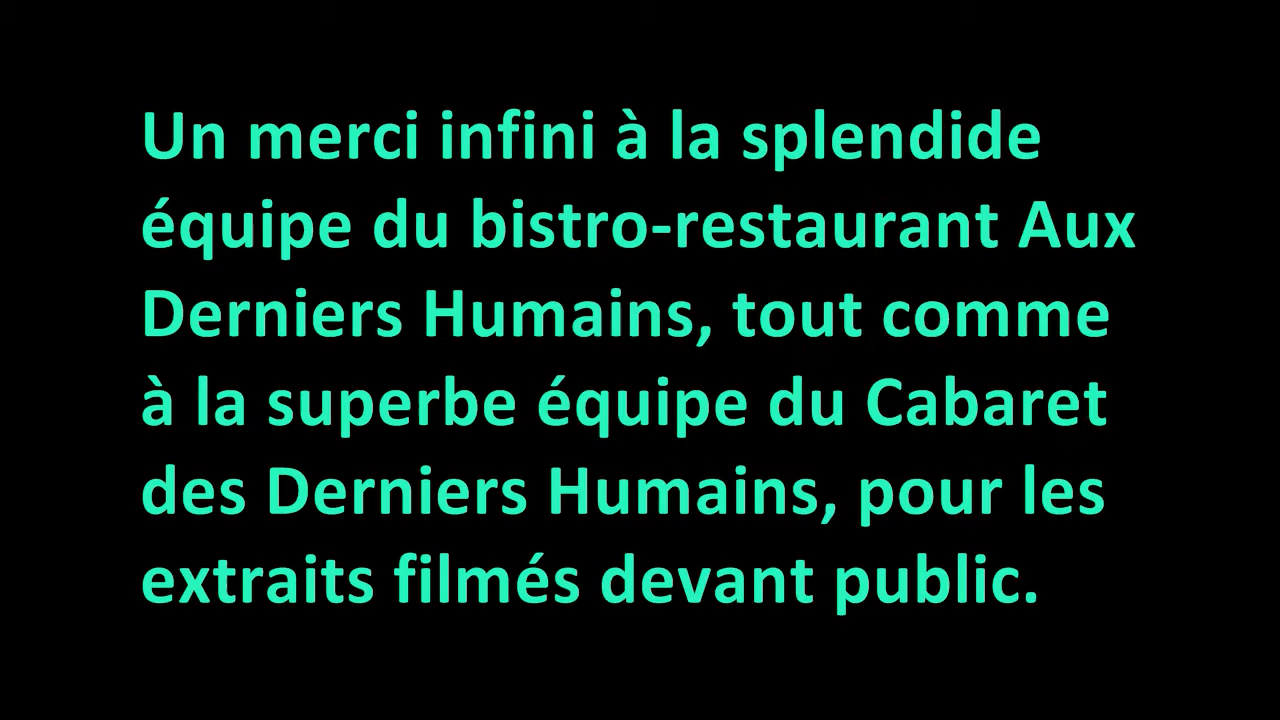 Un merci infini à la splendide
équipe du bistro-restaurant Aux
Derniers Humains, tout comme
à la superbe équipe du Cabaret
des Derniers Humains, pour les
extraits filmés devant public.